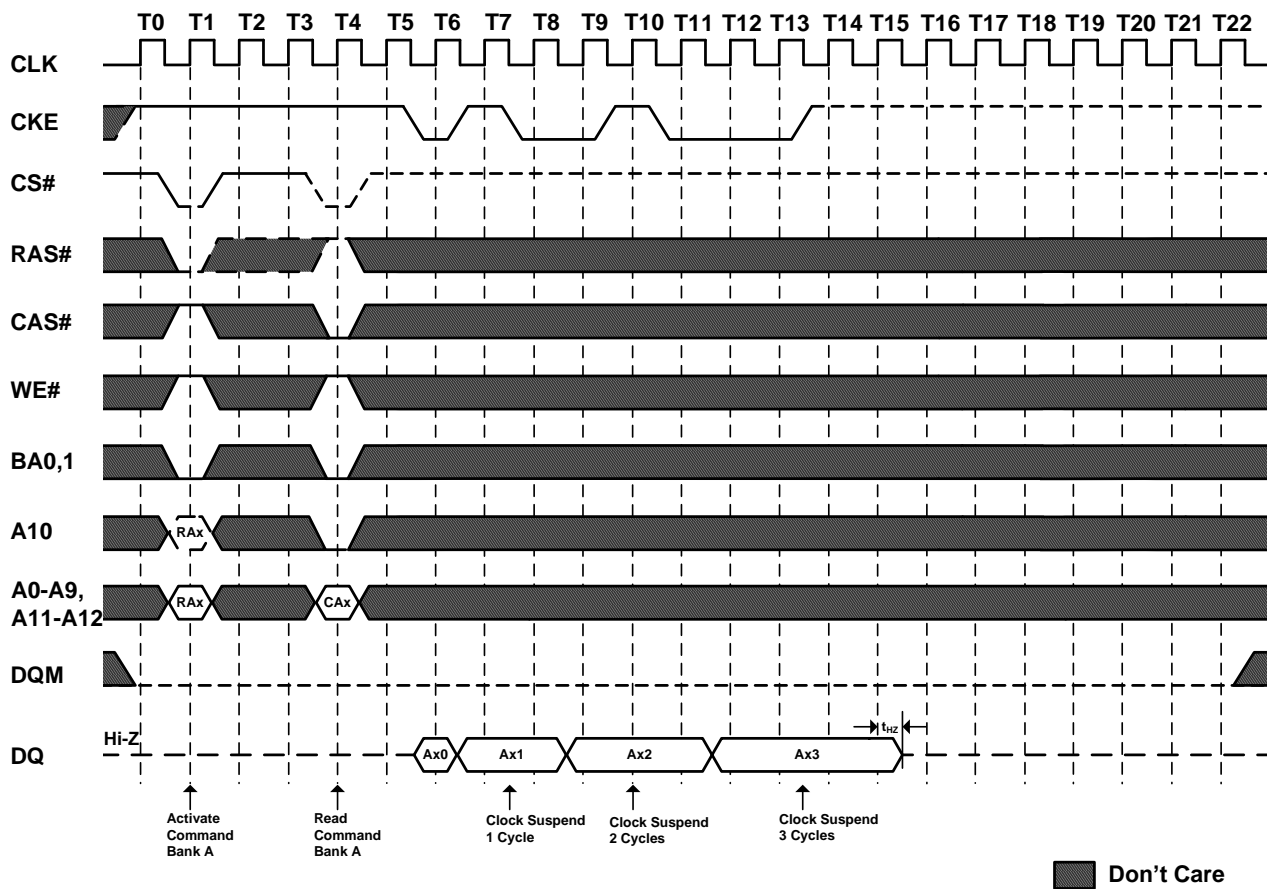 T0 T1 T2 T3 T4 T5 T6 T7 T8 T9 T10 T11 T12 T13 T14 T15 T16 T17 T18 T19 T20 T21 T22
CLK
CKE
CS#
RAS#
CAS#
WE#
BA0,1
A10
RAx
A0-A9,
A11-A12
RAx
CAx
DQM
DQ
Hi-Z
Ax0
Ax1
Ax2
Ax3
tHZ
Activate
Command
Bank A
Read
Command
Bank A
Clock Suspend
1 Cycle
Clock Suspend
2 Cycles
Clock Suspend
3 Cycles
Don't Care